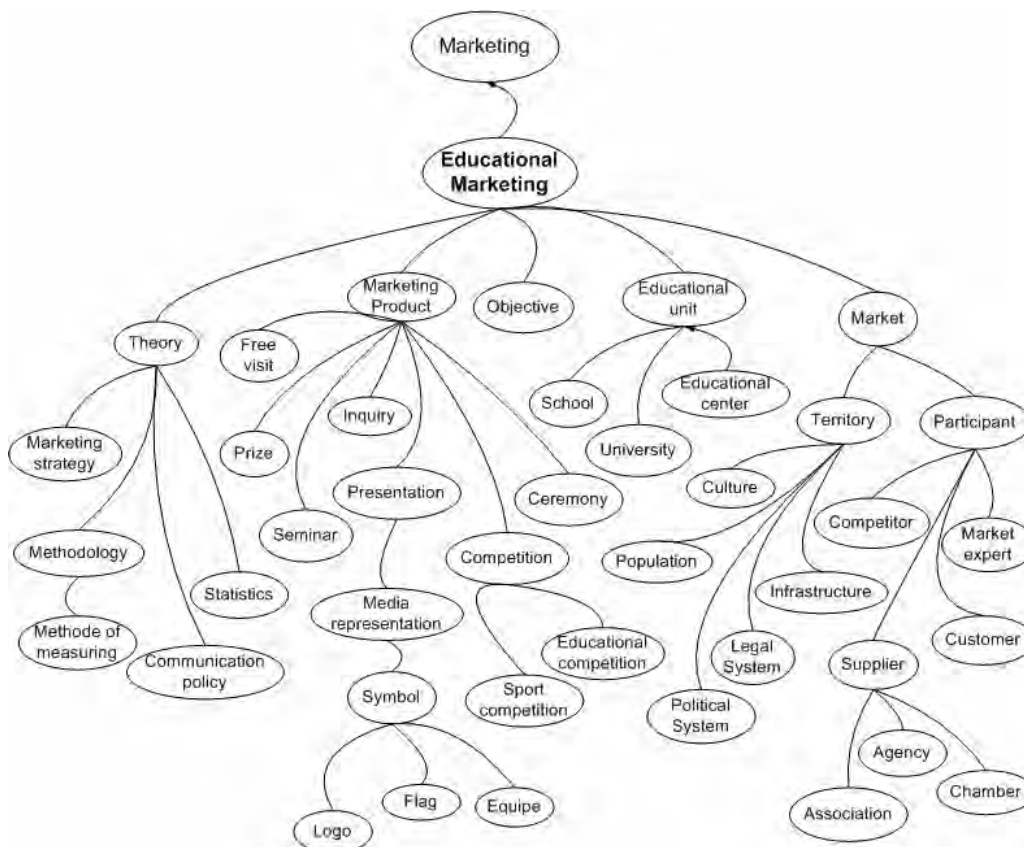 Marketing
Educational
Marketing
Marketing
Product
Objective
Educational
unit
Market
Theory
Free
visit
School
Educational
center
Territory
Participant
Marketing
strategy
Prize
Inquiry
University
Presentation
Ceremony
Culture
Competitor
Market
expert
Methodology
Seminar
Competition
Population
Infrastructure
Statistics
Media
representation
Educational
competition
Legal
System
Supplier
Customer
Methode of
measuring
Communication
policy
Symbol
Sport
competition
Political
System
Agency
Chamber
Logo
Flag
Equipe
Association